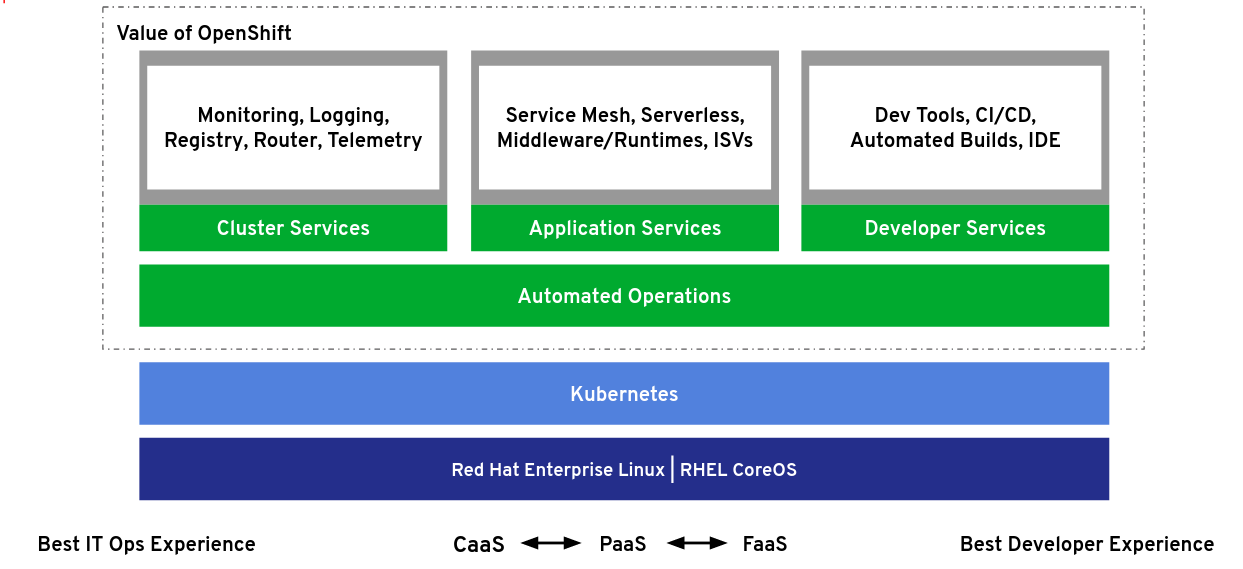 Value of OpenShift
Monitoring, Logging,
Registry, Router, Telemetry
Service Mesh, Serverless,
Middleware/Runtimes, ISVs
Dev Tools, CI/CD,
Automated Builds, IDE
Cluster Services
Application Services
Developer Services
Automated Operations
Kubernetes
Red Hat Enterprise Linux | RHEL CoreOS
Best IT Ops Experience
CaaS
PaaS
FaaS
Best Developer Experience